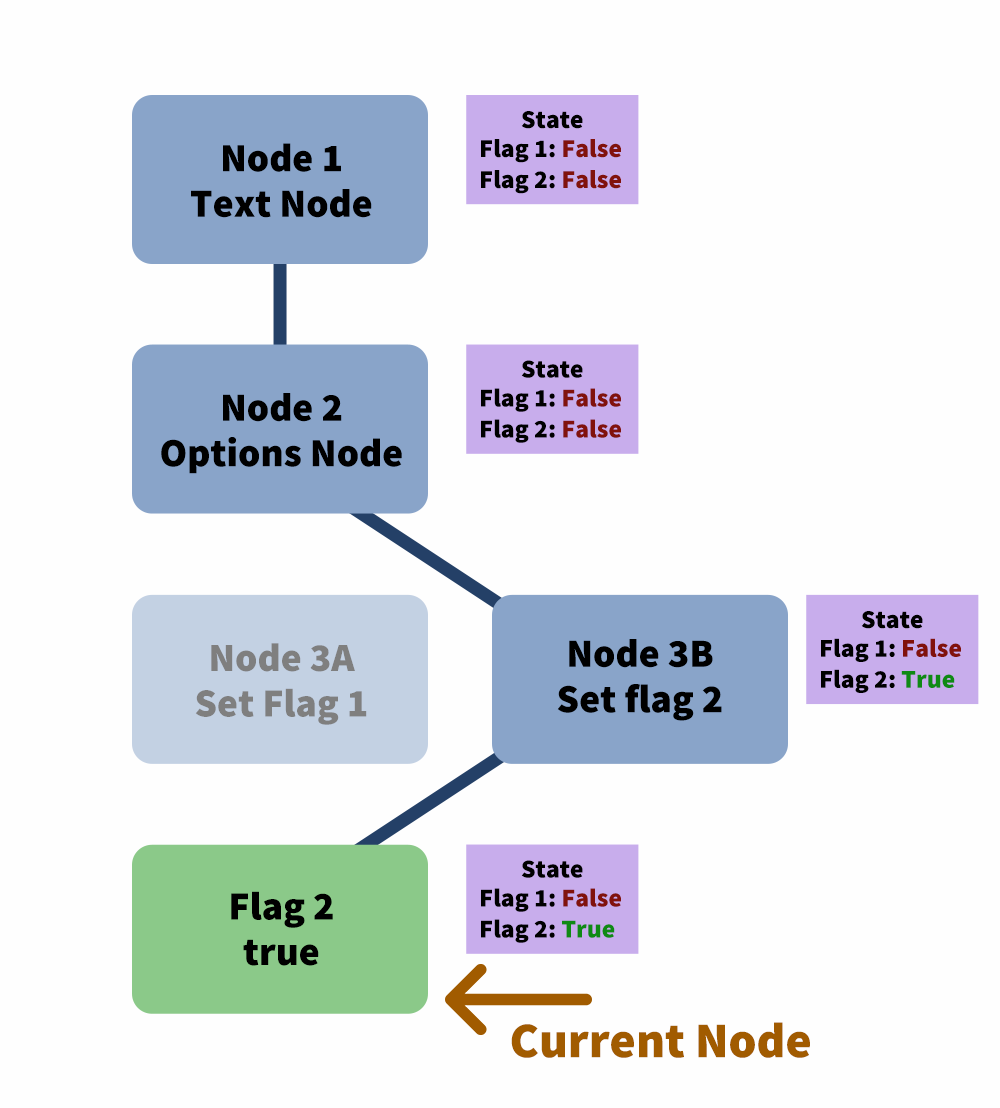 Node 1
Text Node
State
Flag 1: False
Flag 2: False
Node 2
Options Node
State
Flag 1: False
Flag 2: False
Node 3A
Set Flag 1
Node 3B
Set flag 2
State
Flag 1: False
Flag 2: True
Flag 2
true
State
Flag 1: False
Flag 2: True
Current Node